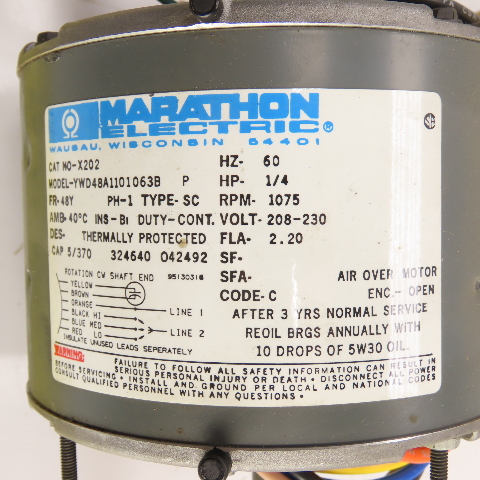 MARATHON
ELECTRIC®
WAUSAU, WISCONSIN 54401
CAT NO-X202 HZ- 60
MODEL-YWD48A1101063B P HP- 1/4
FR-48Y PH-1 TYPE-SC RPM- 1075
AMB-40°C INS-B1 DUTY-CONT. VOLT-208-230
DES- THERMALLY PROTECTED FLA- 2.20
CAP 5/370 324640 042492 SF-
ROTATION CW SHAFT END 95130316 SFA- AIR OVER MOTOR
YELLOW CODE-C ENC- OPEN
BROWN
ORANGE
BLACK HI LINE 1 AFTER 3 YRS NORMAL SERVICE
BLUE MED
RED LO LINE 2 REOIL BRGS ANNUALLY WITH
INSULATE UNUSED LEADS SEPERATELY 10 DROPS OF 5W30 OIL.
WARNING: FAILURE TO FOLLOW ALL SAFETY INFORMATION CAN RESULT IN
SERIOUS PERSONAL INJURY OR DEATH • DISCONNECT ALL POWER
BEFORE SERVICING • INSTALL AND GROUND PER LOCAL AND NATIONAL CODES
CONSULT QUALIFIED PERSONNEL WITH ANY QUESTIONS •